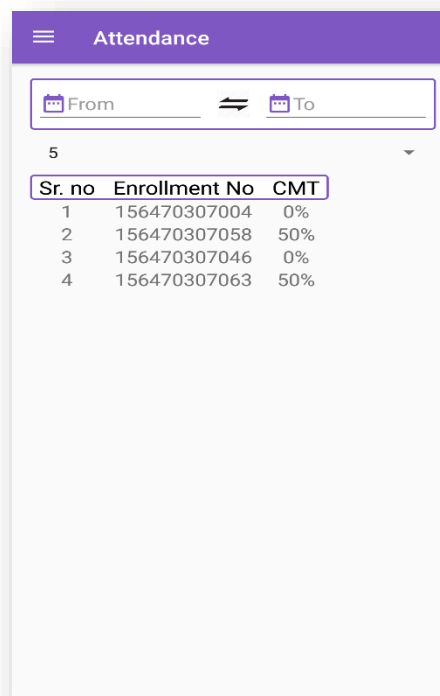 Attendance
From To
5
Sr. no Enrollment No CMT
1 156470307004 0%
2 156470307058 50%
3 156470307046 0%
4 156470307063 50%